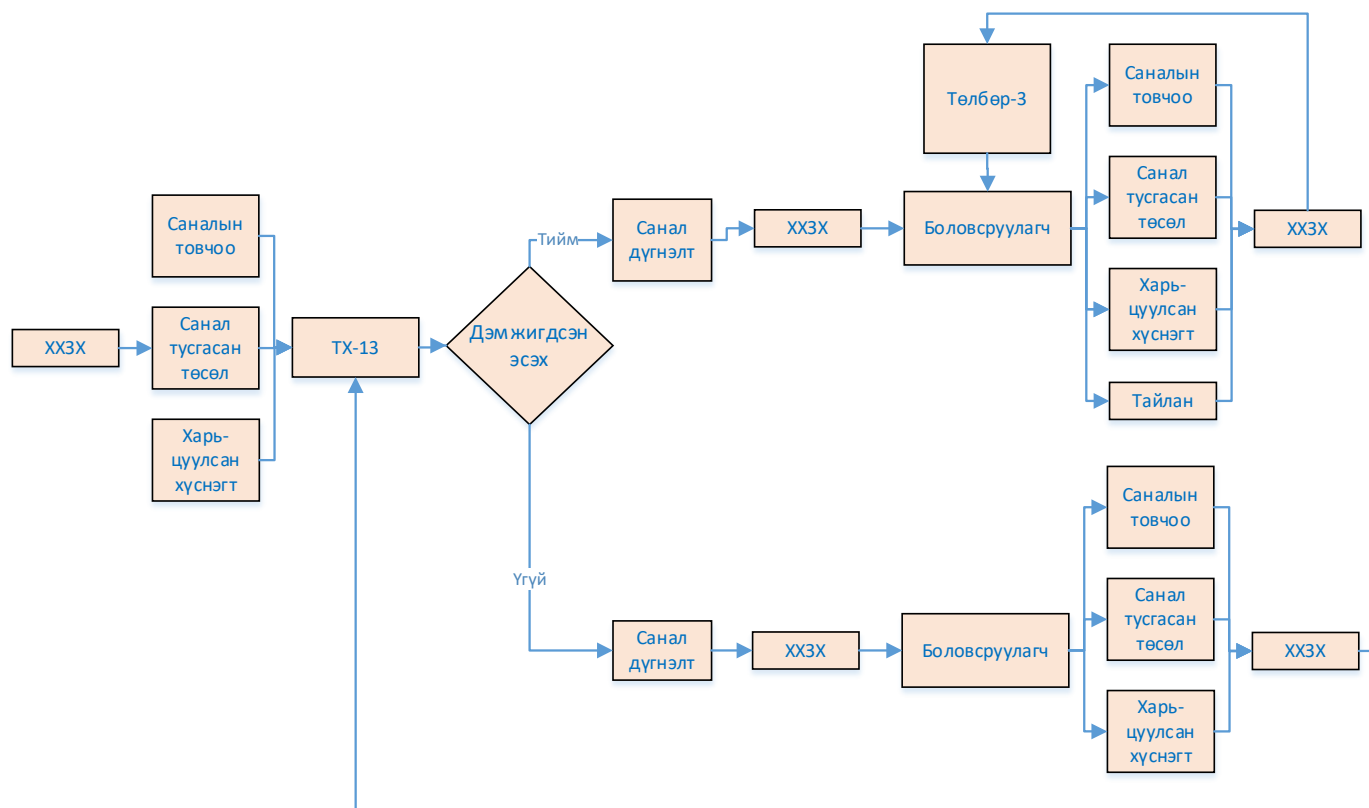 ХХЗХ
Саналын
товчоо
Санал
тусгасан
төсөл
Харь-
цуулсан
хүснэгт
ТХ-13
Дэмжигдсэн
эсэх
Тийм
Санал
дүгнэлт
ХХЗХ
Төлбөр-3
Боловсруулагч
Саналын
товчоо
Санал
тусгасан
төсөл
Харь-
цуулсан
хүснэгт
Тайлан
ХХЗХ
Үгүй
Санал
дүгнэлт
ХХЗХ
Боловсруулагч
Саналын
товчоо
Санал
тусгасан
төсөл
Харь-
цуулсан
хүснэгт
ХХЗХ